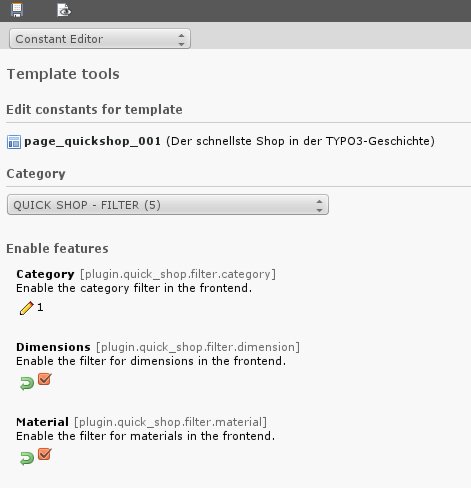 Constant Editor
Template tools
Edit constants for template
page_quickshop_001 (Der schnellste Shop in der TYPO3-Geschichte)
Category
QUICK SHOP - FILTER (5)
Enable features
Category [plugin.quick_shop.filter.category]
Enable the category filter in the frontend.
1
Dimensions [plugin.quick_shop.filter.dimension]
Enable the filter for dimensions in the frontend.
Material [plugin.quick_shop.filter.material]
Enable the filter for materials in the frontend.